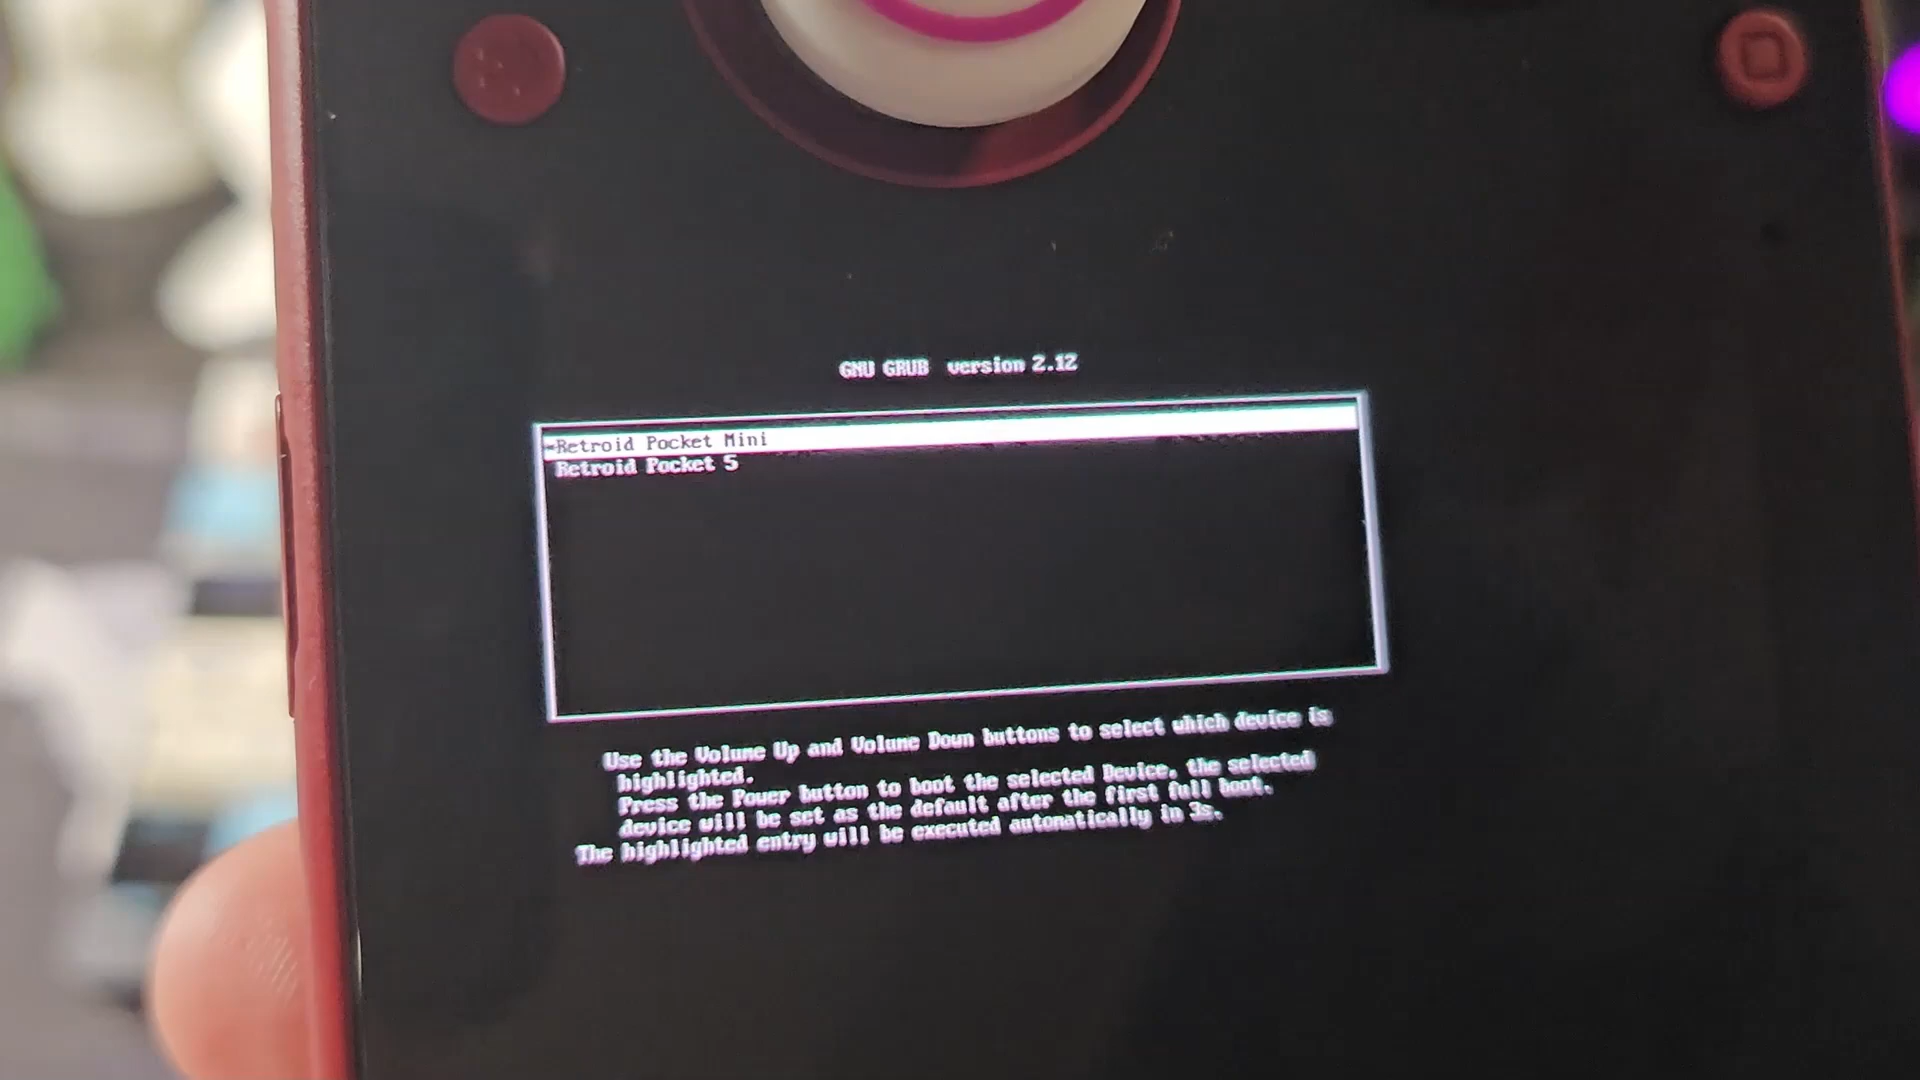 GNU GRUB version 2.12
*Retroid Pocket Mini
Retroid Pocket 5
Use the Volume Up and Volume Down buttons to select which device is
highlighted.
Press the Power button to boot the selected Device, the selected
device will be set as the default after the first full boot.
The highlighted entry will be executed automatically in 3s.